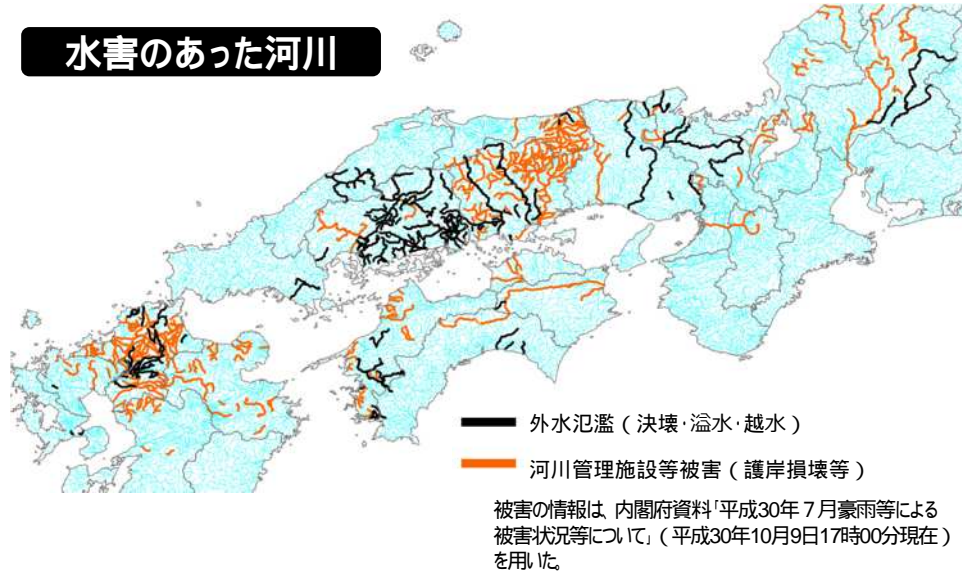 水害のあった河川
外水氾濫（決壊・溢水・越水）
河川管理施設等被害（護岸損壊等）
被害の情報は、内閣府資料「平成30年７月豪雨等による
被害状況等について」（平成30年10月9日17時00分現在）
を用いた。